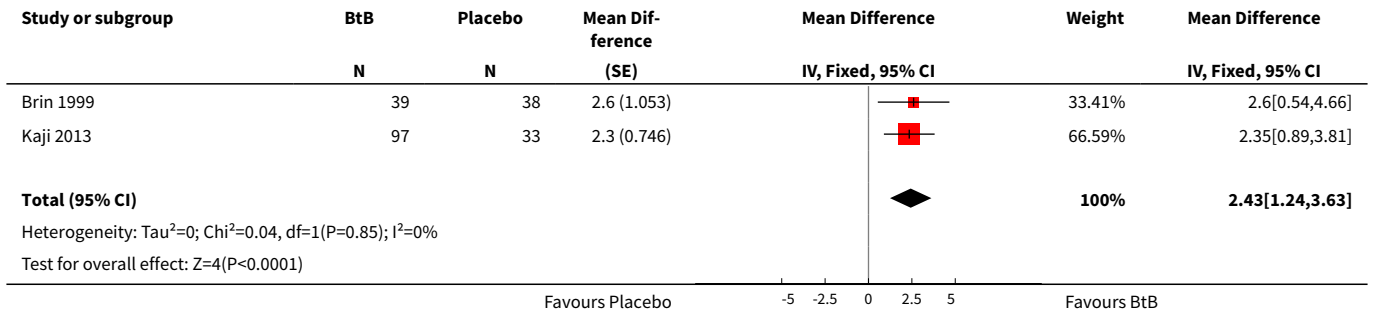 Study or subgroup BtB Placebo Mean Dif- Mean Difference Weight Mean Difference
ference
N N (SE) IV, Fixed, 95% CI IV, Fixed, 95% CI
Brin 1999 39 38 2.6 (1.053) 33.41% 2.6[0.54,4.66]
Kaji 2013 97 33 2.3 (0.746) 66.59% 2.35[0.89,3.81]
Total (95% CI) 100% 2.43[1.24,3.63]
Heterogeneity: Tau²=0; Chi²=0.04, df=1(P=0.85); I²=0%
Test for overall effect: Z=4(P<0.0001)
Favours Placebo -5 -2.5 0 2.5 5 Favours BtB